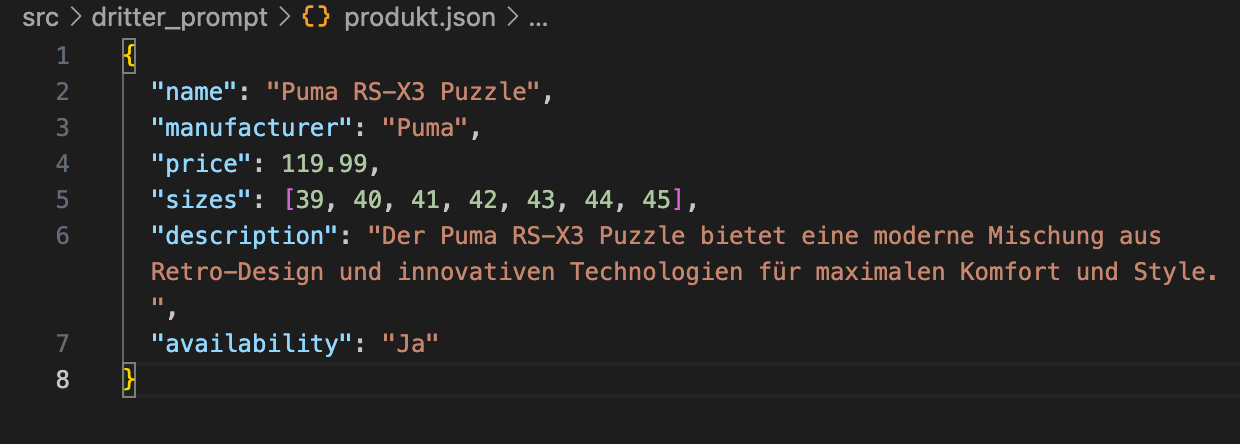 src > dritter_prompt > {} produkt.json > ...
1 {
2 "name": "Puma RS-X3 Puzzle",
3 "manufacturer": "Puma",
4 "price": 119.99,
5 "sizes": [39, 40, 41, 42, 43, 44, 45],
6 "description": "Der Puma RS-X3 Puzzle bietet eine moderne Mischung aus
Retro-Design und innovativen Technologien für maximalen Komfort und Style.
",
7 "availability": "Ja"
8 }